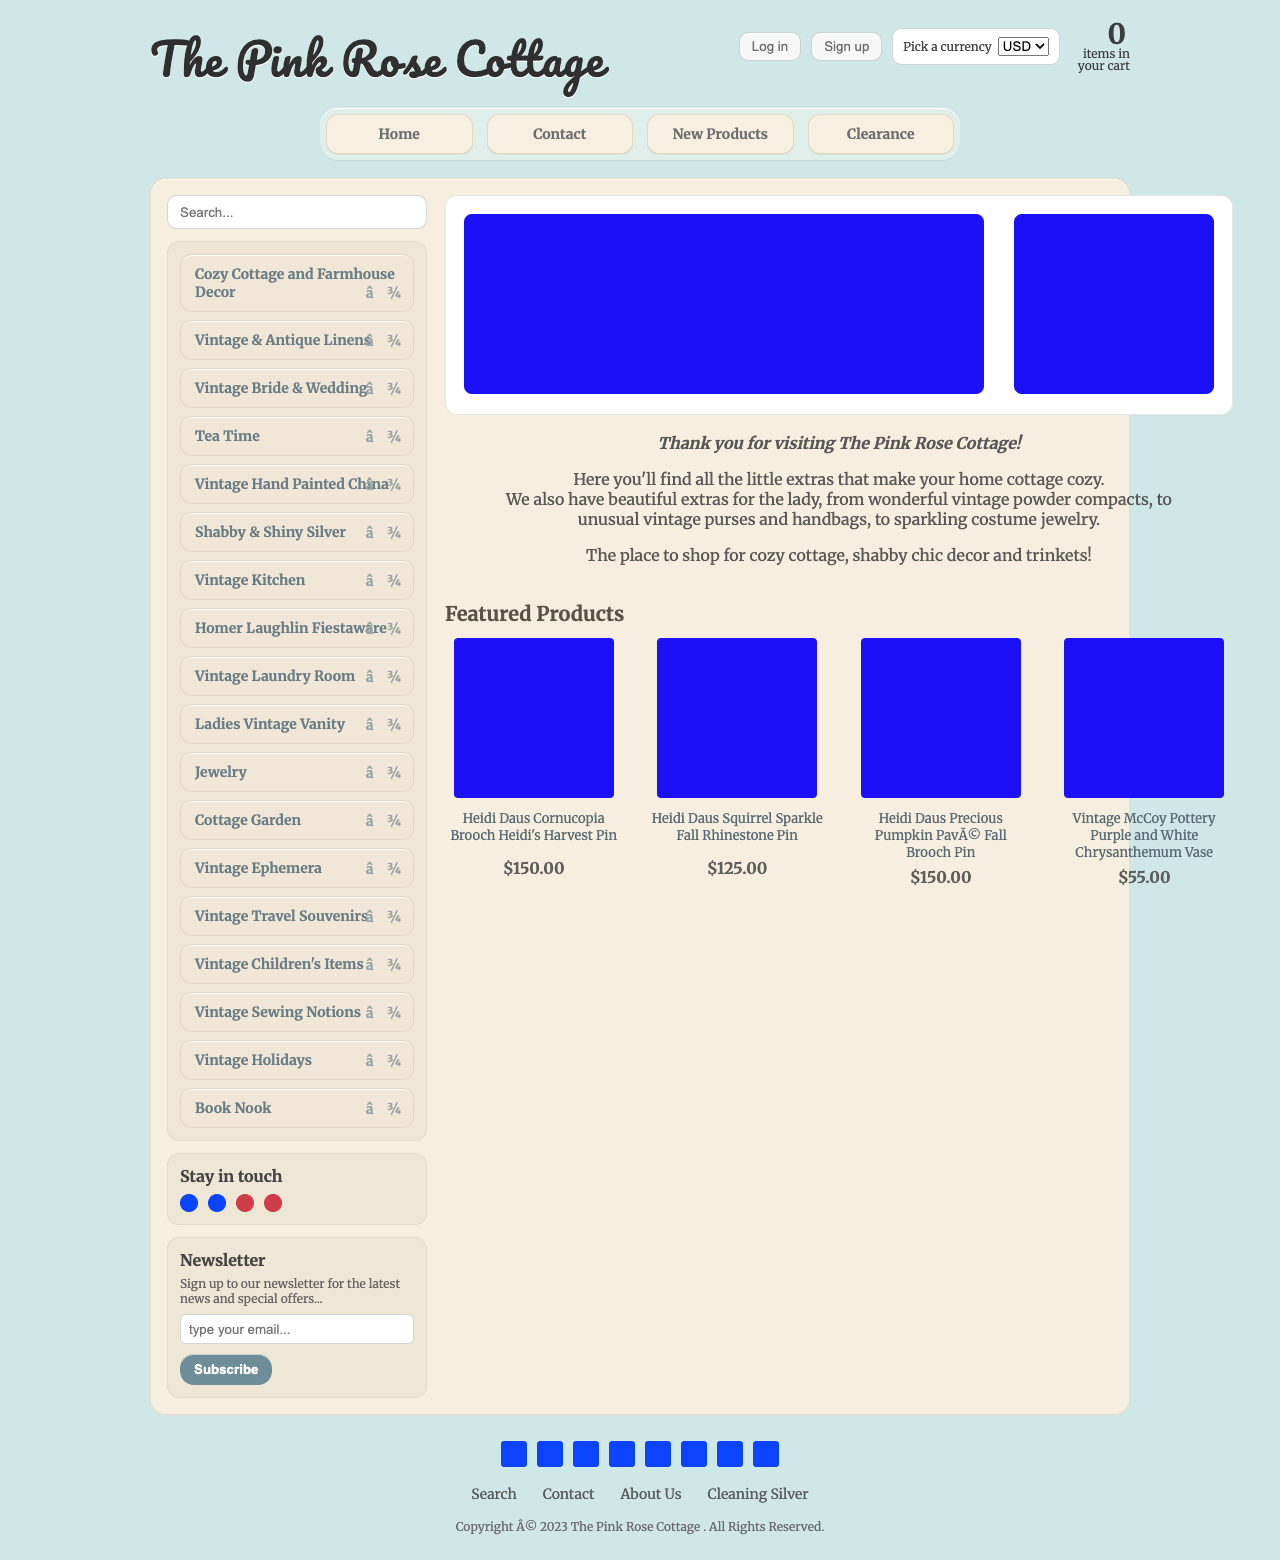 The Pink Rose Cottage
Log in
Sign up
Pick a currency
USD
0
items in
your cart
Home
Contact
New Products
Clearance
Search...
Cozy Cottage and Farmhouse
Decor â ¾
Vintage & Antique Linens â ¾
Vintage Bride & Wedding â ¾
Tea Time â ¾
Vintage Hand Painted China â ¾
Shabby & Shiny Silver â ¾
Vintage Kitchen â ¾
Homer Laughlin Fiestaware â ¾
Vintage Laundry Room â ¾
Ladies Vintage Vanity â ¾
Jewelry â ¾
Cottage Garden â ¾
Vintage Ephemera â ¾
Vintage Travel Souvenirs â ¾
Vintage Children's Items â ¾
Vintage Sewing Notions â ¾
Vintage Holidays â ¾
Book Nook â ¾
Stay in touch
Newsletter
Sign up to our newsletter for the latest
news and special offers...
type your email...
Subscribe
Thank you for visiting The Pink Rose Cottage!
Here you'll find all the little extras that make your home cottage cozy.
We also have beautiful extras for the lady, from wonderful vintage powder compacts, to
unusual vintage purses and handbags, to sparkling costume jewelry.
The place to shop for cozy cottage, shabby chic decor and trinkets!
Featured Products
Heidi Daus Cornucopia
Brooch Heidi's Harvest Pin
$150.00
Heidi Daus Squirrel Sparkle
Fall Rhinestone Pin
$125.00
Heidi Daus Precious
Pumpkin PavÃ© Fall
Brooch Pin
$150.00
Vintage McCoy Pottery
Purple and White
Chrysanthemum Vase
$55.00
Search
Contact
About Us
Cleaning Silver
Copyright Â© 2023 The Pink Rose Cottage . All Rights Reserved.